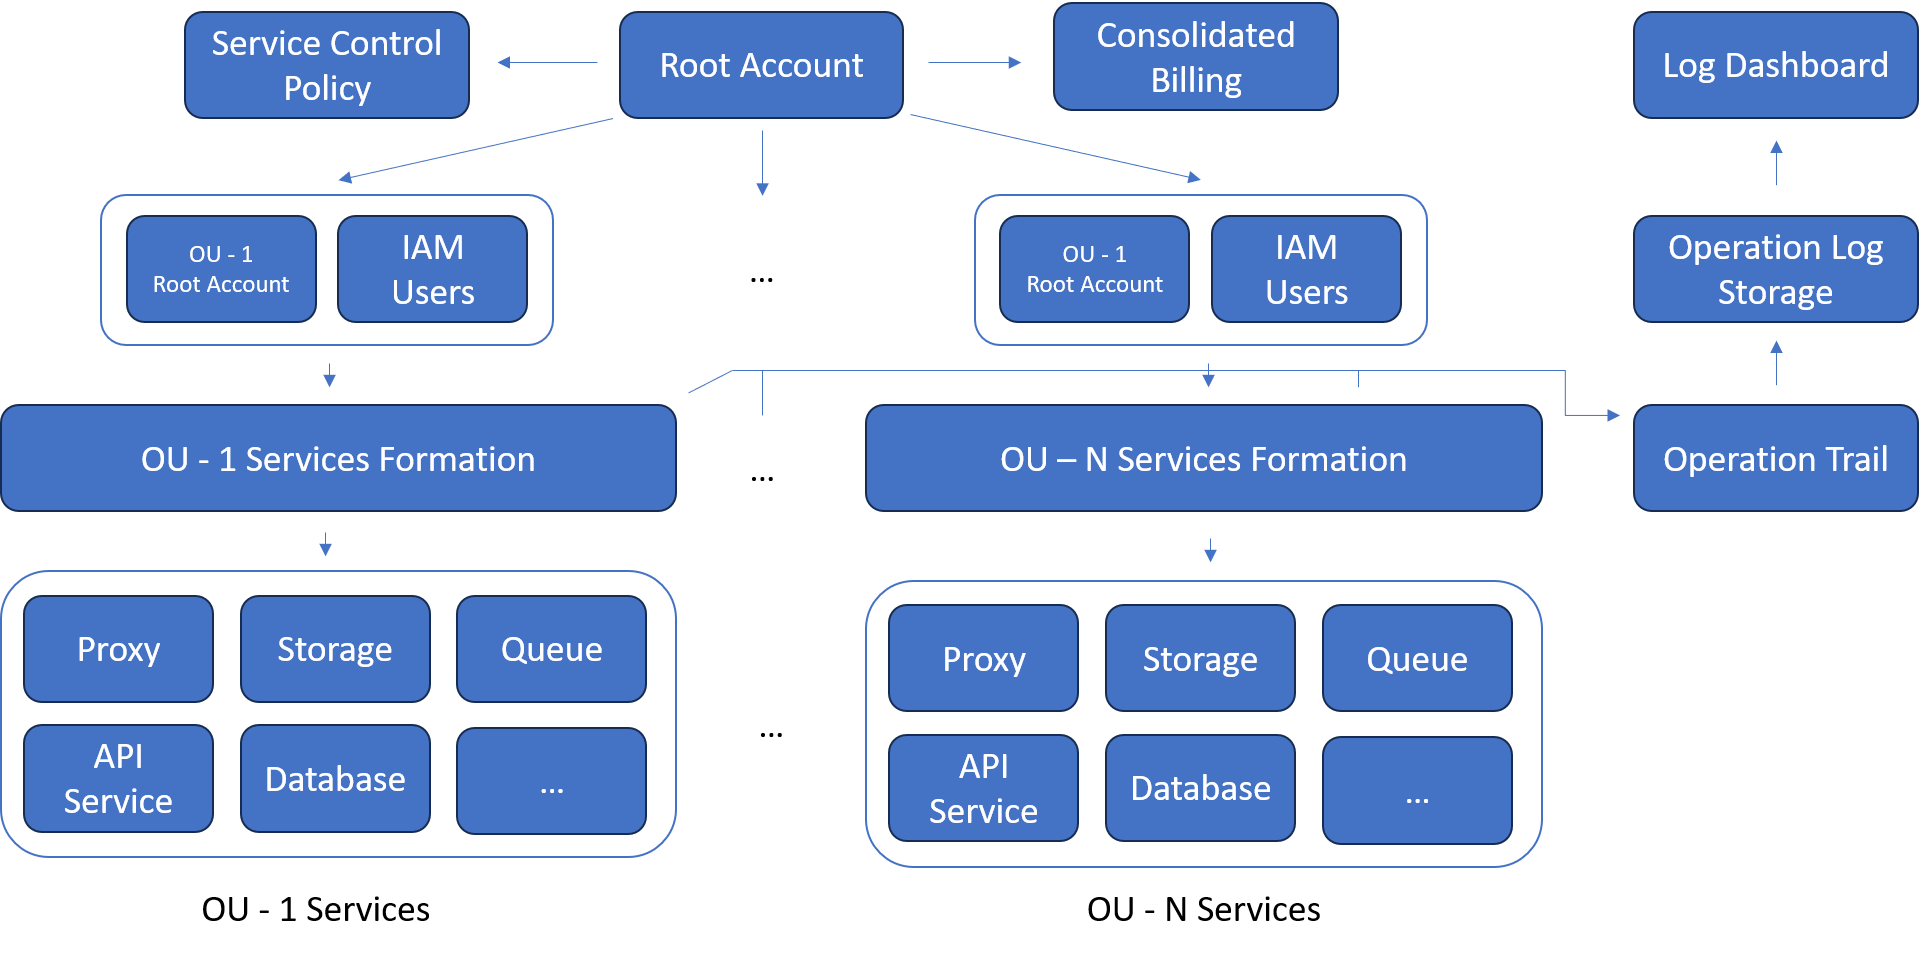 Service Control
Policy
Root Account
Consolidated
Billing
Log Dashboard
OU - 1
Root Account
IAM
Users
...
OU - 1
Root Account
IAM
Users
Operation Log
Storage
OU - 1 Services Formation
...
OU – N Services Formation
Operation Trail
Proxy
Storage
Queue
API
Service
Database
...
...
Proxy
Storage
Queue
API
Service
Database
...
OU - 1 Services
OU - N Services